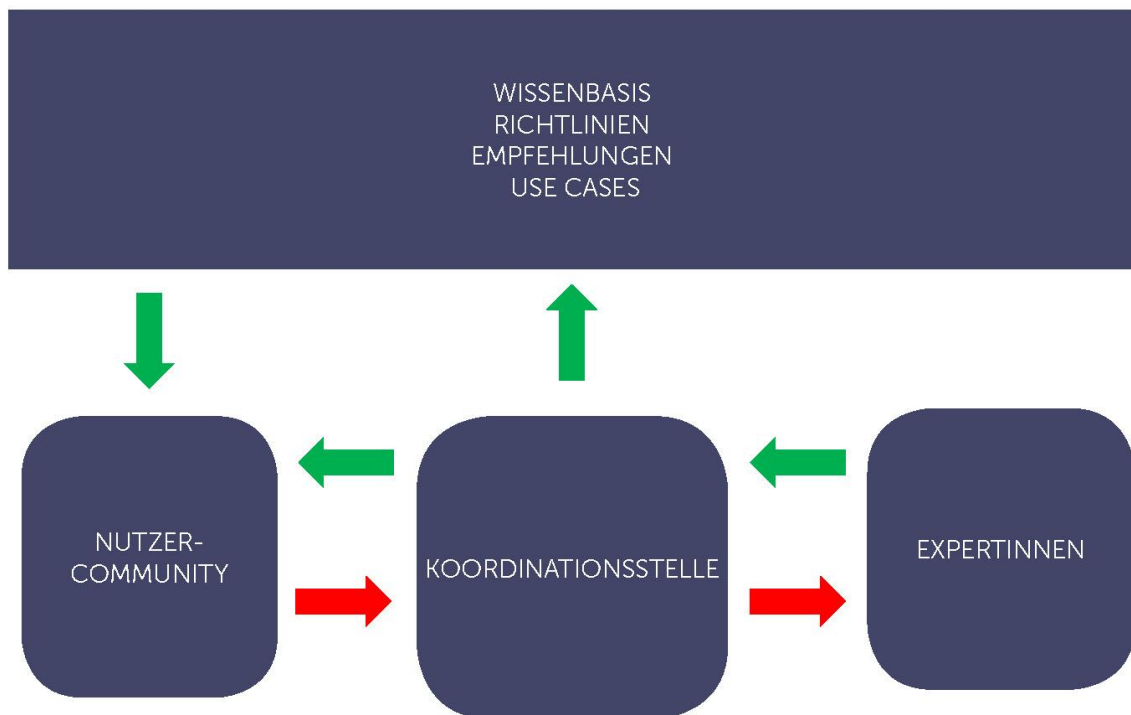 WISSENBASIS
RICHTLINIEN
EMPFEHLUNGEN
USE CASES
NUTZER-
COMMUNITY
KOORDINATIONSSTELLE
EXPERTINNEN